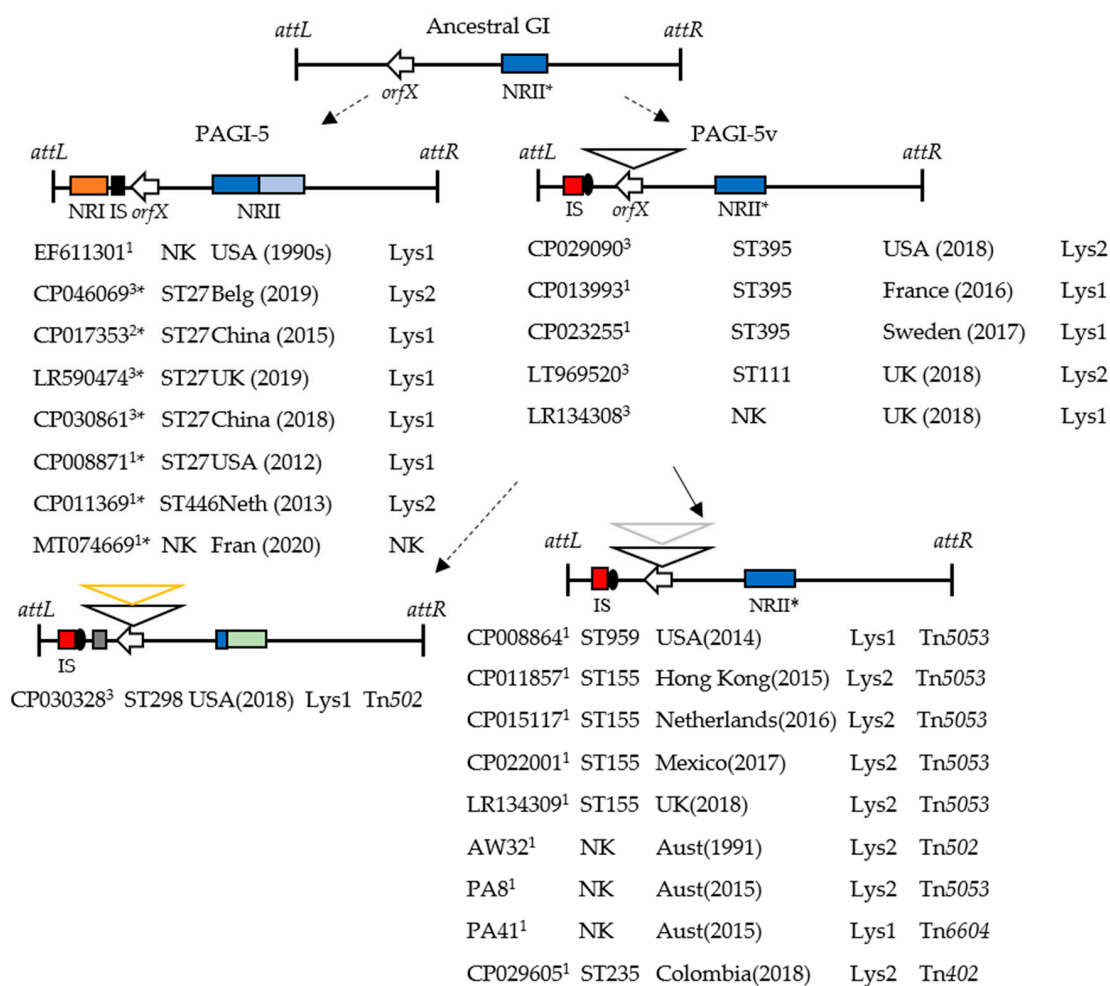 attL Ancestral GI attR
orfX NRII*
PAGI-5
attL attR
NRI IS orfX NRII
EF611301¹ NK USA (1990s) Lys1
CP046069³* ST27 Belg (2019) Lys2
CP017353²* ST27 China (2015) Lys1
LR590474³* ST27 UK (2019) Lys1
CP030861³* ST27 China (2018) Lys1
CP008871¹* ST27 USA (2012) Lys1
CP011369¹* ST446 Neth (2013) Lys2
MT074669¹* NK Fran (2020) NK
PAGI-5v
attL attR
IS orfX NRII*
CP029090³ ST395 USA (2018) Lys2
CP013993¹ ST395 France (2016) Lys1
CP023255¹ ST395 Sweden (2017) Lys1
LT969520³ ST111 UK (2018) Lys2
LR134308³ NK UK (2018) Lys1
attL attR
IS
CP030328³ ST298 USA(2018) Lys1 Tn502
attL attR
IS NRII*
CP008864¹ ST959 USA(2014) Lys1 Tn5053
CP011857¹ ST155 Hong Kong(2015) Lys2 Tn5053
CP015117¹ ST155 Netherlands(2016) Lys2 Tn5053
CP022001¹ ST155 Mexico(2017) Lys2 Tn5053
LR134309¹ ST155 UK(2018) Lys2 Tn5053
AW32¹ NK Aust(1991) Lys2 Tn502
PA8¹ NK Aust(2015) Lys2 Tn5053
PA41¹ NK Aust(2015) Lys1 Tn6604
CP029605¹ ST235 Colombia(2018) Lys2 Tn402